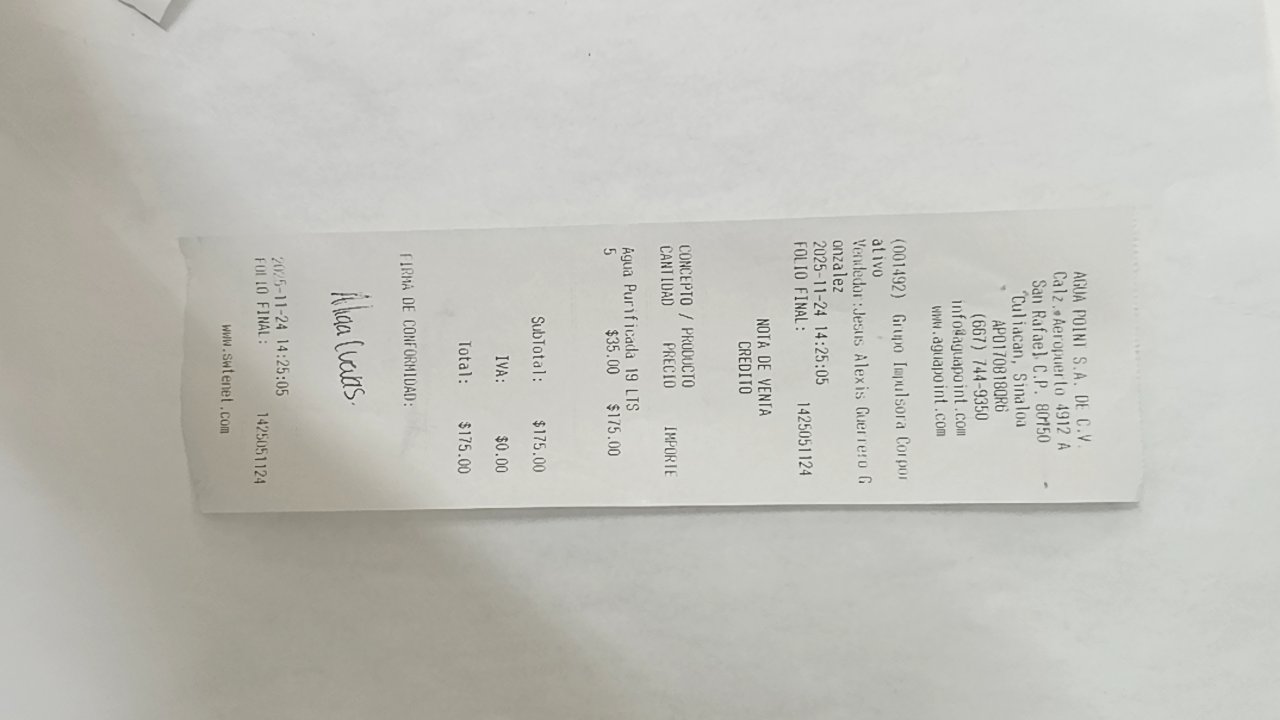 AGUA POINT S.A. DE C.V.
Calz. Aeropuerto 4912 A
San Rafael C.P. 80150
Culiacan, Sinaloa
APO170818QR6
(667) 744-9350
info@aguapoint.com
www.aguapoint.com
(001492) Grupo Impulsora Corpor
ativo
Vendedor:Jesus Alexis Guerrero G
onzalez
2025-11-24 14:25:05
FOLIO FINAL: 1425051124
NOTA DE VENTA
CREDITO
CONCEPTO / PRODUCTO
CANTIDAD PRECIO IMPORTE
Agua Purificada 19 LTS
5 $35.00 $175.00
SubTotal: $175.00
IVA: $0.00
Total: $175.00
FIRMA DE CONFORMIDAD:
2025-11-24 14:25:05
FOLIO FINAL: 1425051124
www.swtenet.com